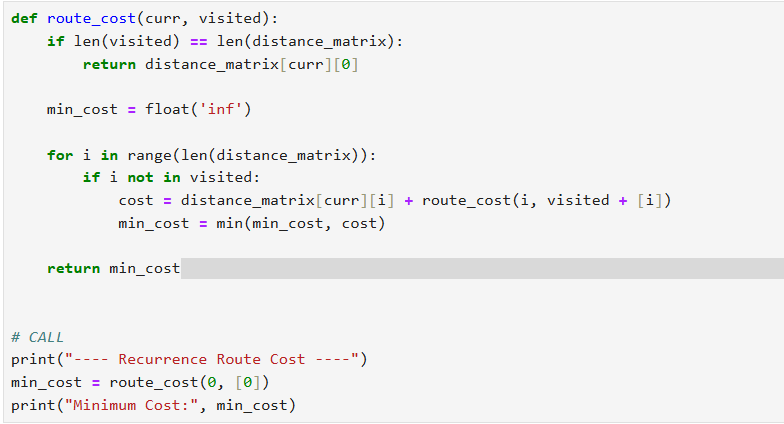 def route_cost(curr, visited):
    if len(visited) == len(distance_matrix):
        return distance_matrix[curr][0]
    min_cost = float('inf')
    for i in range(len(distance_matrix)):
        if i not in visited:
            cost = distance_matrix[curr][i] + route_cost(i, visited + [i])
            min_cost = min(min_cost, cost)
    return min_cost
# CALL
print("---- Recurrence Route Cost ----")
min_cost = route_cost(0, [0])
print("Minimum Cost:", min_cost)